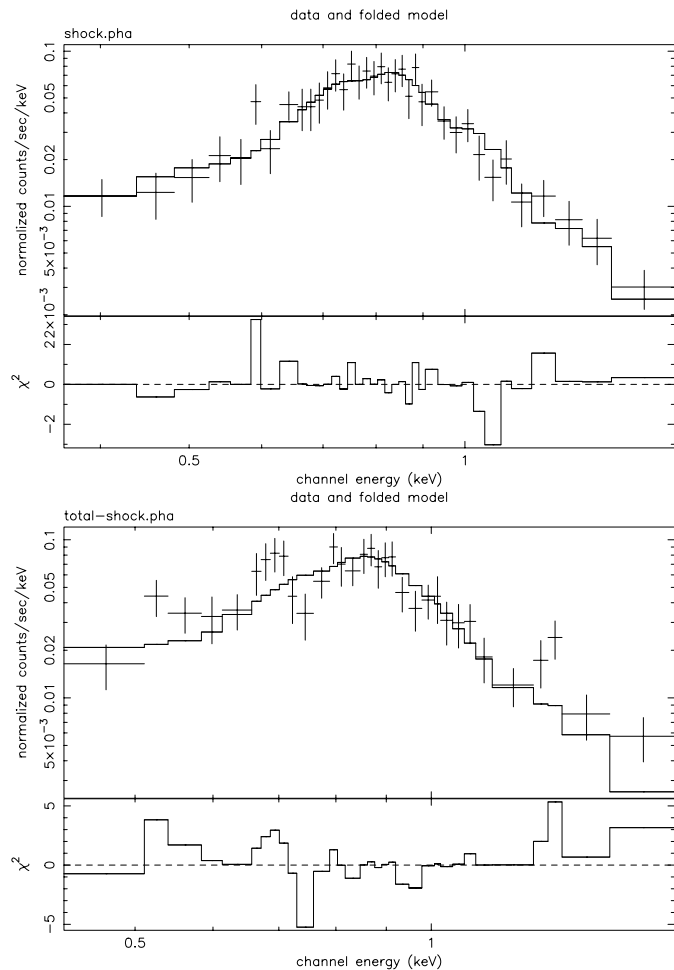 data and folded model
shock.pha
normalized counts/sec/keV
0.1
0.05
0.02
0.01
5×10⁻³
2×10⁻³
χ²
2
0
−2
0.5
1
channel energy (keV)
data and folded model
total−shock.pha
normalized counts/sec/keV
0.1
0.05
0.02
0.01
5×10⁻³
χ²
5
0
−5
0.5
1
channel energy (keV)